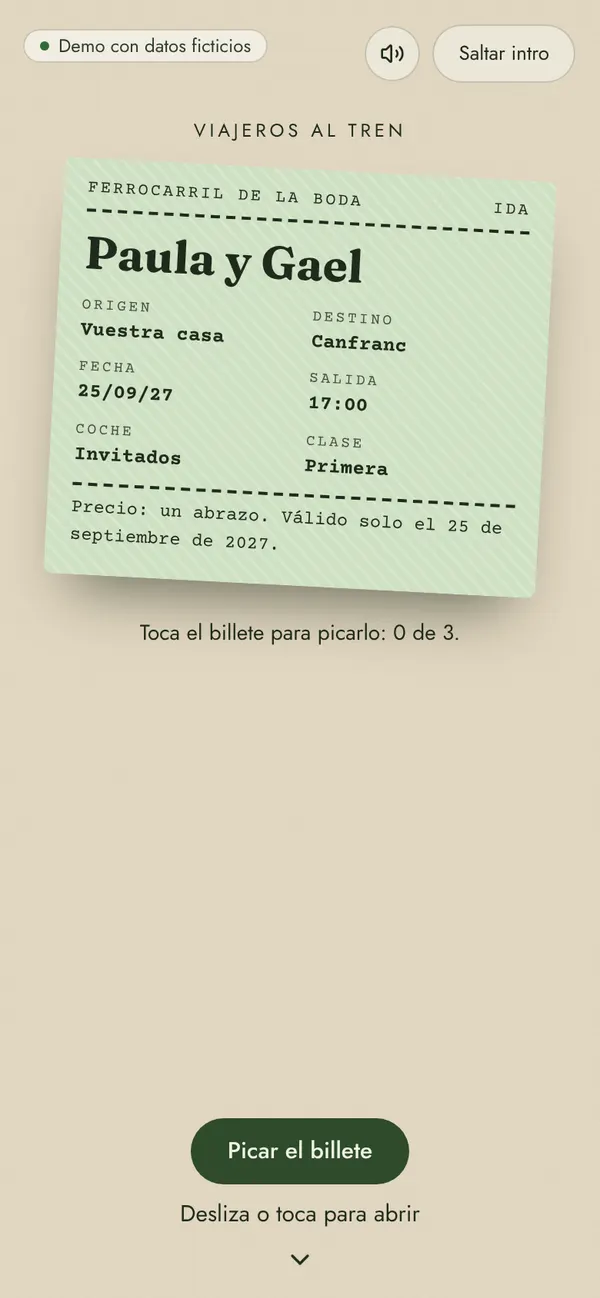 Demo con datos ficticios
Saltar intro
VIAJEROS AL TREN
FERROCARRIL DE LA BODA IDA
Paula y Gael
ORIGEN DESTINO
Vuestra casa Canfranc
FECHA SALIDA
25/09/27 17:00
COCHE CLASE
Invitados Primera
Precio: un abrazo. Válido solo el 25 de
septiembre de 2027.
Toca el billete para picarlo: 0 de 3.
Picar el billete
Desliza o toca para abrir